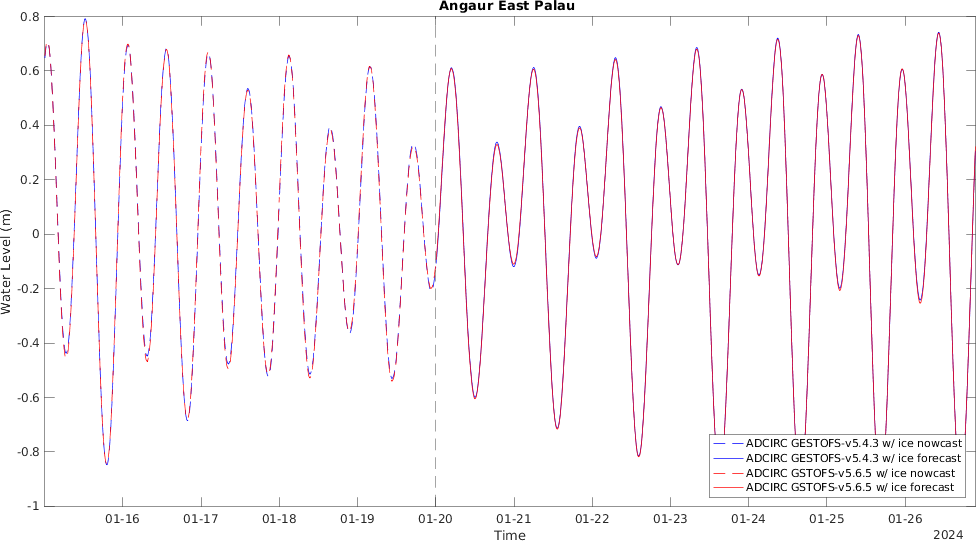 Angaur East Palau
0.8
0.6
0.4
0.2
0
-0.2
-0.4
-0.6
-0.8
-1
Water Level (m)
ADCIRC GESTOFS-v5.4.3 w/ ice nowcast
ADCIRC GESTOFS-v5.4.3 w/ ice forecast
ADCIRC GSTOFS-v5.6.5 w/ ice nowcast
ADCIRC GSTOFS-v5.6.5 w/ ice forecast
01-16 01-17 01-18 01-19 01-20 01-21 01-22 01-23 01-24 01-25 01-26
Time
2024